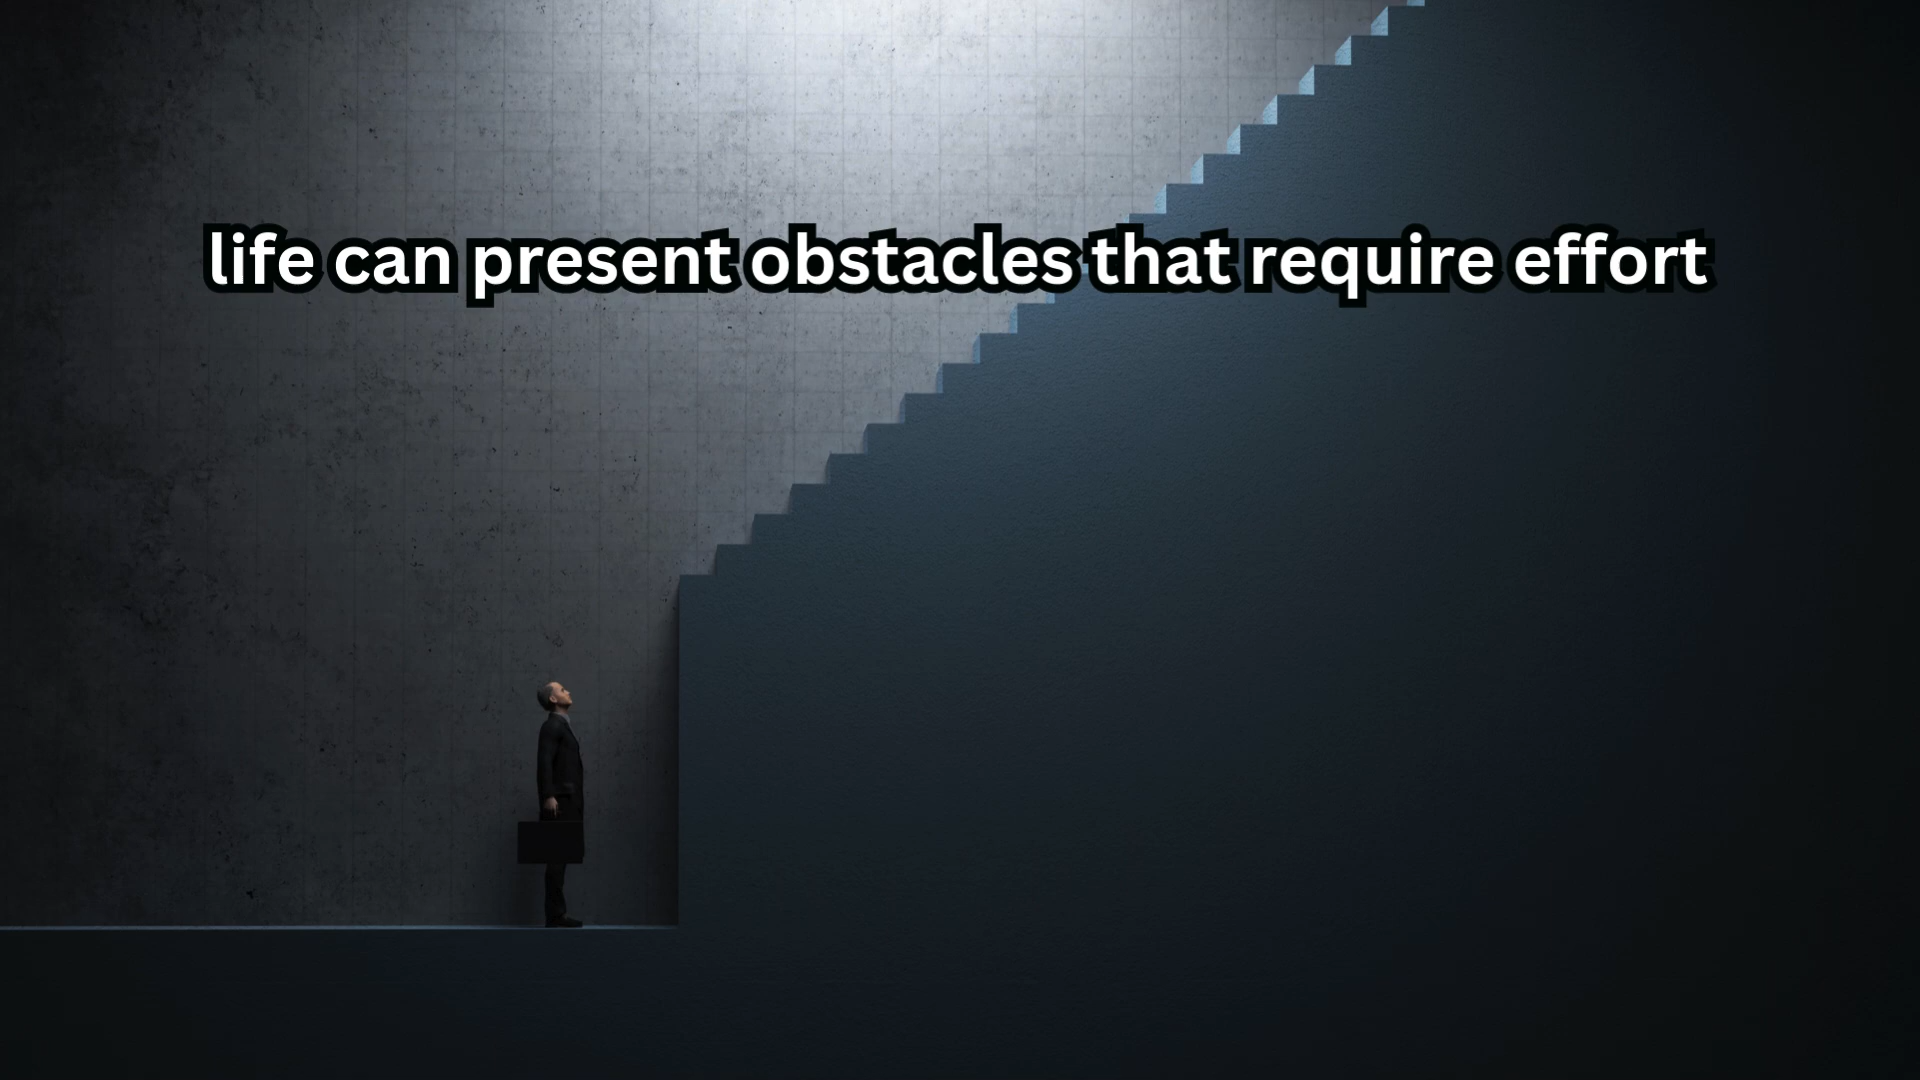 life can present obstacles that require effort